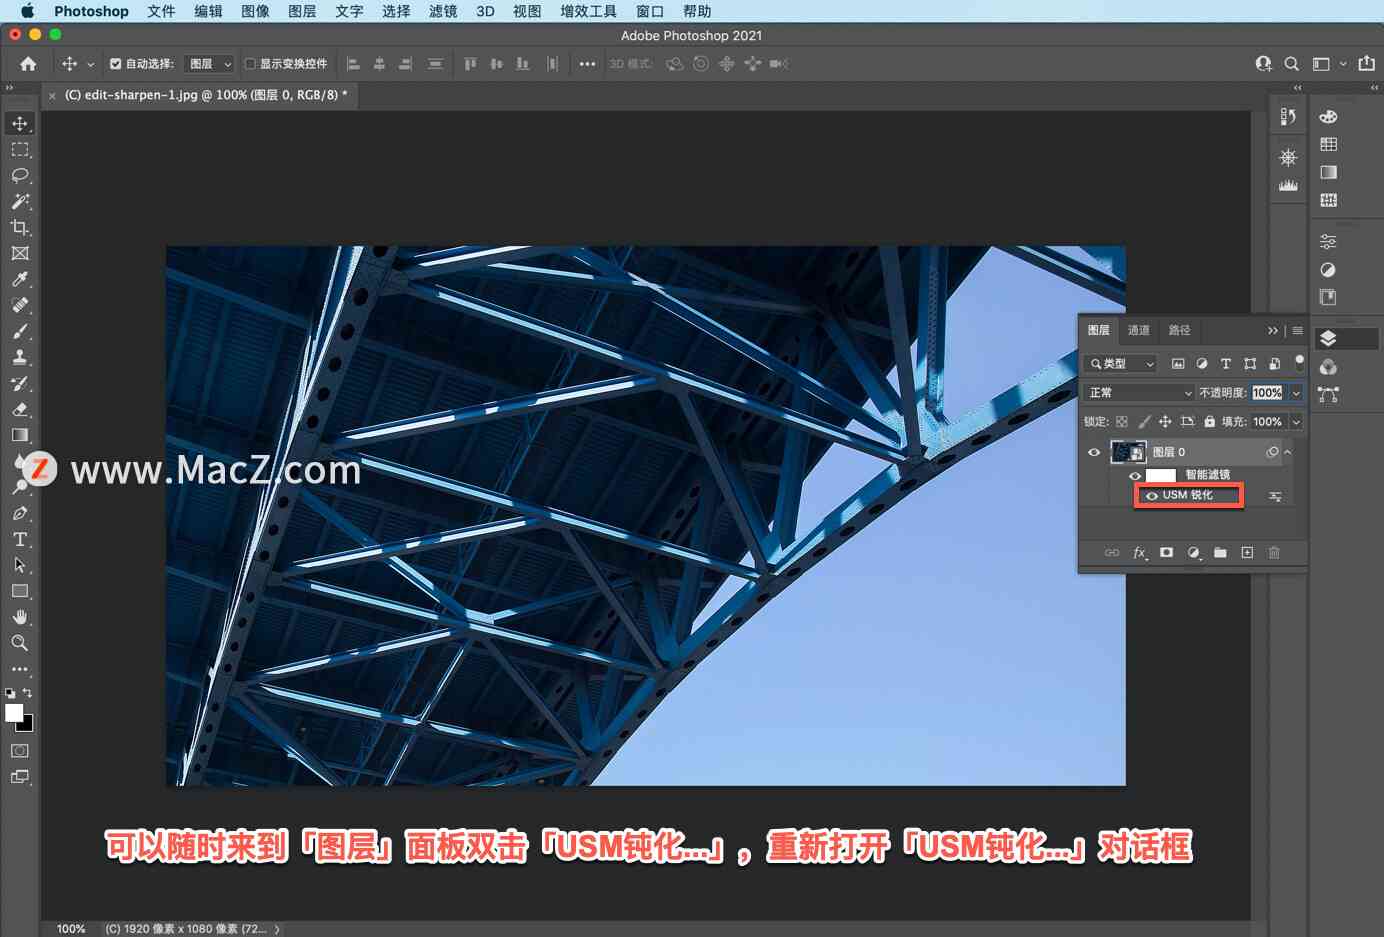 Photoshop 文件 编辑 图像 图层 文字 选择 滤镜 3D 视图 增效工具 窗口 帮助
Adobe Photoshop 2021
自动选择: 图层 显示变换控件 3D 模式:
(C) edit-sharpen-1.jpg @ 100% (图层 0, RGB/8) *
图层 通道 路径
类型
正常 不透明度: 100%
锁定: 填充: 100%
图层 0
智能滤镜
USM 锐化
fx
Z www.MacZ.com
可以随时来到「图层」面板双击「USM钝化...」，重新打开「USM钝化...」对话框
100% (C) 1920 像素 x 1080 像素 (72...